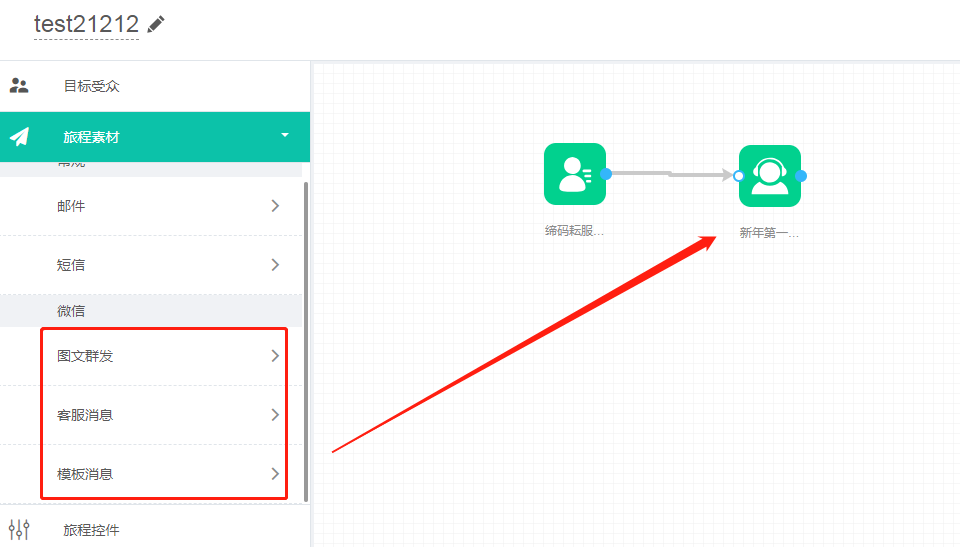 test21212
目标受众
旅程素材
常规
邮件
短信
微信
图文群发
客服消息
模板消息
旅程控件
缔码耘服...
新年第一...